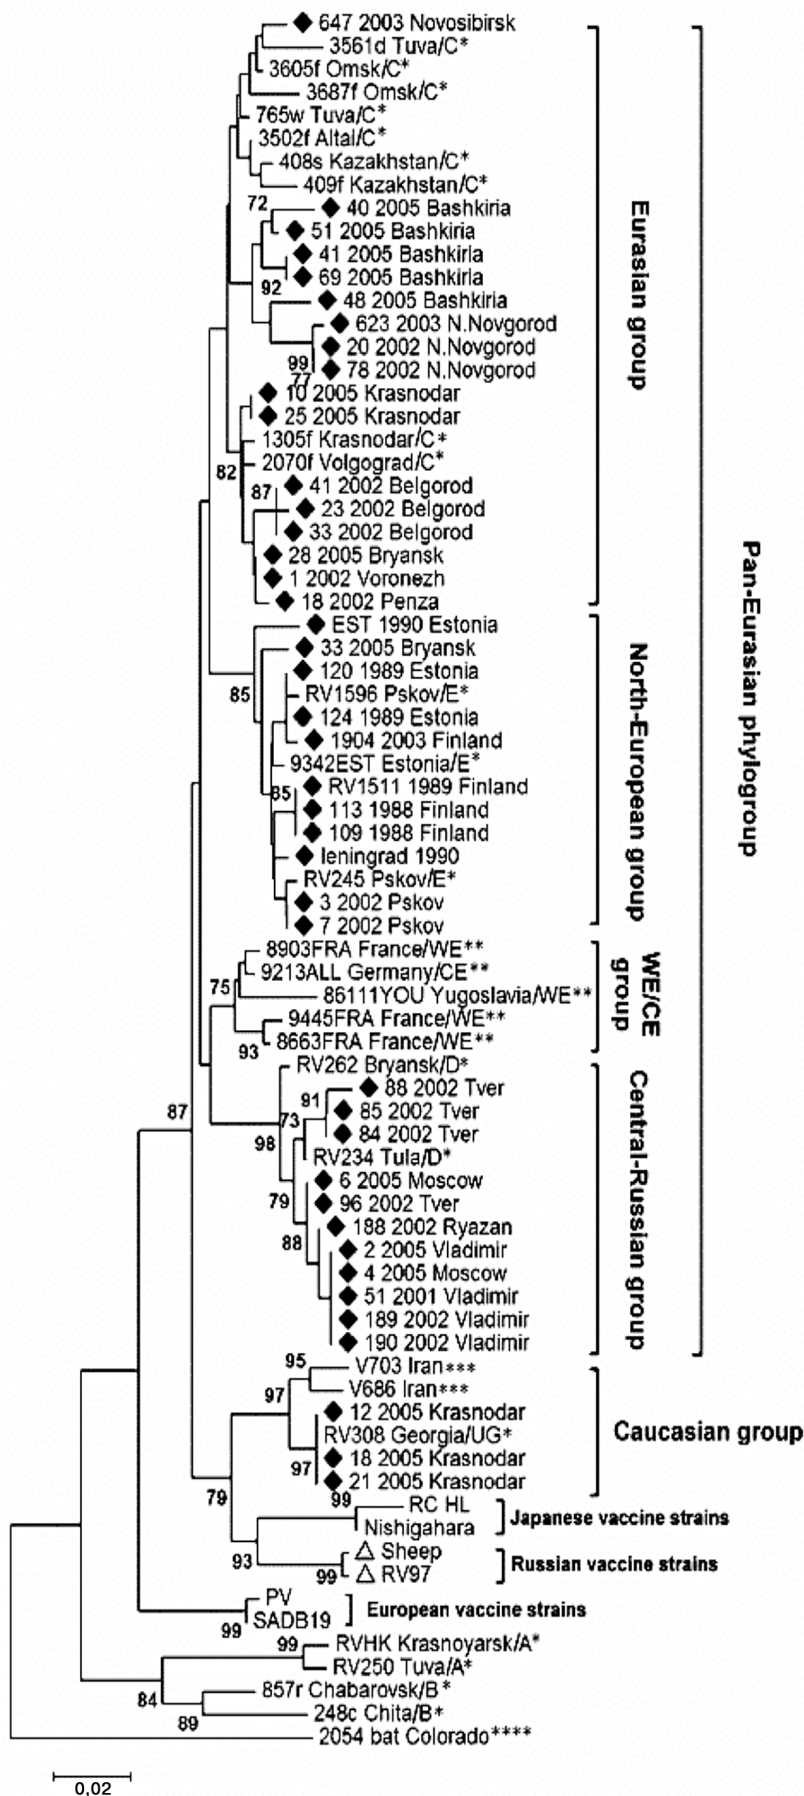 647 2003 Novosibirsk
3561d Tuva/C*
3605f Omsk/C*
3687f Omsk/C*
765w Tuva/C*
3502f Altal/C*
408s Kazakhstan/C*
409f Kazakhstan/C*
72
40 2005 Bashkiria
51 2005 Bashkiria
41 2005 Bashkiria
69 2005 Bashkiria
92
48 2005 Bashkiria
623 2003 N.Novgorod
20 2002 N.Novgorod
99
78 2002 N.Novgorod
77
10 2005 Krasnodar
25 2005 Krasnodar
1305f Krasnodar/C*
2070f Volgograd/C*
82
87
41 2002 Belgorod
23 2002 Belgorod
33 2002 Belgorod
28 2005 Bryansk
1 2002 Voronezh
18 2002 Penza
Eurasian group
EST 1990 Estonia
33 2005 Bryansk
120 1989 Estonia
85
RV1596 Pskov/E*
124 1989 Estonia
1904 2003 Finland
9342EST Estonia/E*
RV1511 1989 Finland
85
113 1988 Finland
109 1988 Finland
leningrad 1990
RV245 Pskov/E*
3 2002 Pskov
7 2002 Pskov
North-European group
8903FRA France/WE**
9213ALL Germany/CE**
75
86111YOU Yugoslavia/WE**
9445FRA France/WE**
8663FRA France/WE**
93
WE/CE
group
RV262 Bryansk/D*
88 2002 Tver
91
85 2002 Tver
87
73
84 2002 Tver
98
RV234 Tula/D*
6 2005 Moscow
79
96 2002 Tver
188 2002 Ryazan
88
2 2005 Vladimir
4 2005 Moscow
51 2001 Vladimir
189 2002 Vladimir
190 2002 Vladimir
Central-Russian group
Pan-Eurasian phylogroup
95
V703 Iran***
V686 Iran***
97
12 2005 Krasnodar
RV308 Georgia/UG*
18 2005 Krasnodar
97
21 2005 Krasnodar
Caucasian group
79
99
RC HL
Nishigahara
Japanese vaccine strains
Sheep
93
RV97
99
Russian vaccine strains
PV
SADB19
99
European vaccine strains
99
RVHK Krasnoyarsk/A*
RV250 Tuva/A*
84
857r Chabarovsk/B*
248c Chita/B*
89
2054 bat Colorado****
0,02